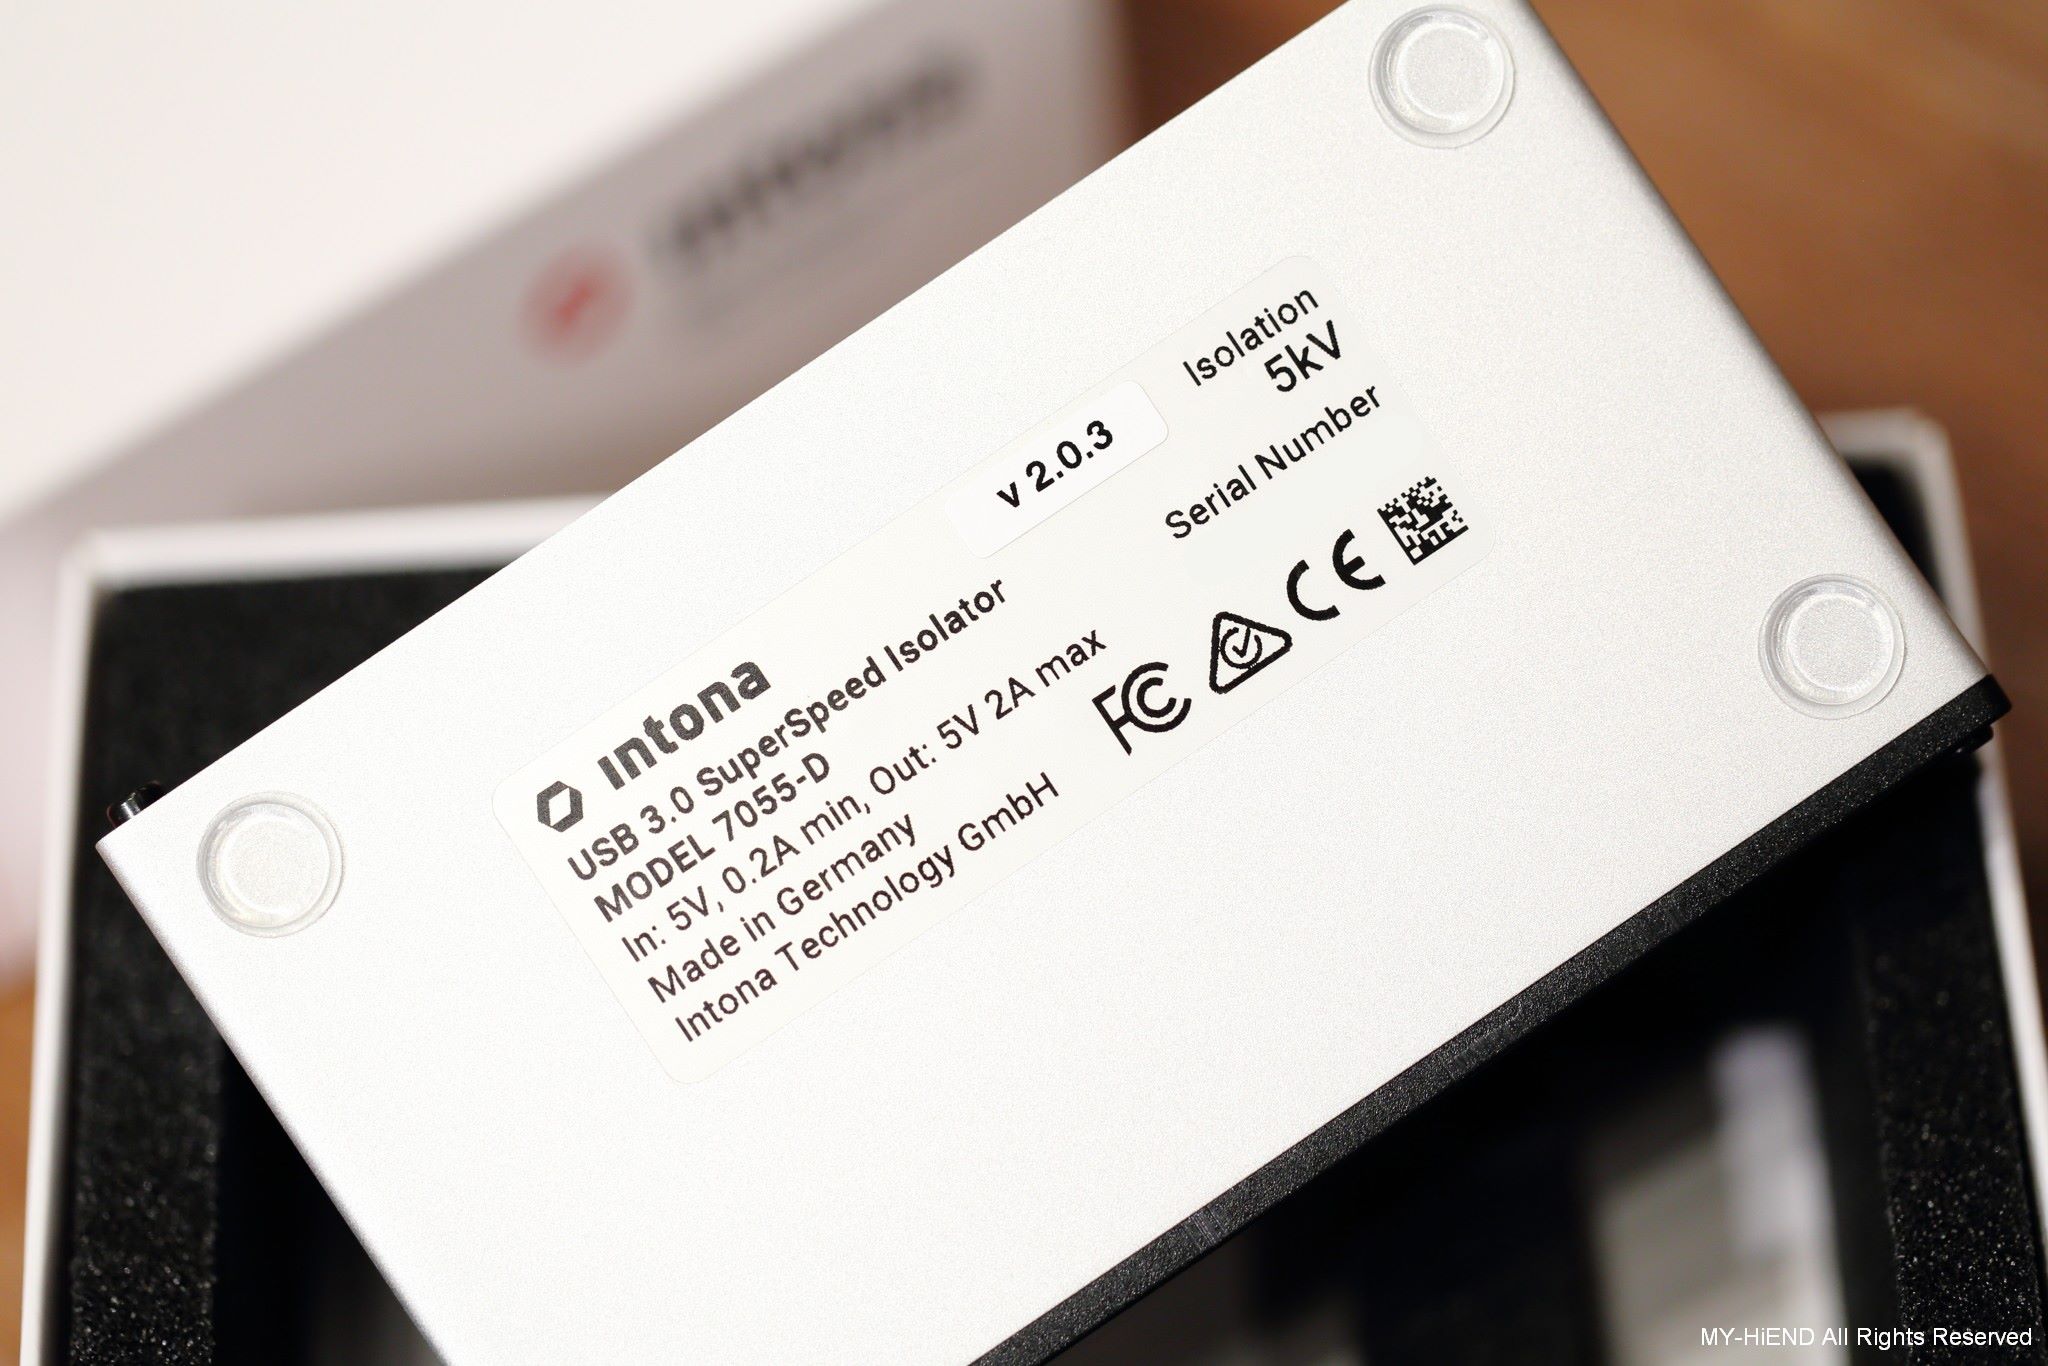 intona
USB 3.0 SuperSpeed Isolator
MODEL 7055-D
In: 5V, 0.2A min, Out: 5V 2A max
Made in Germany
Intona Technology GmbH
v 2.0.3
Isolation
5kV
Serial Number
FC
CE
MY-HiEND All Rights Reserved